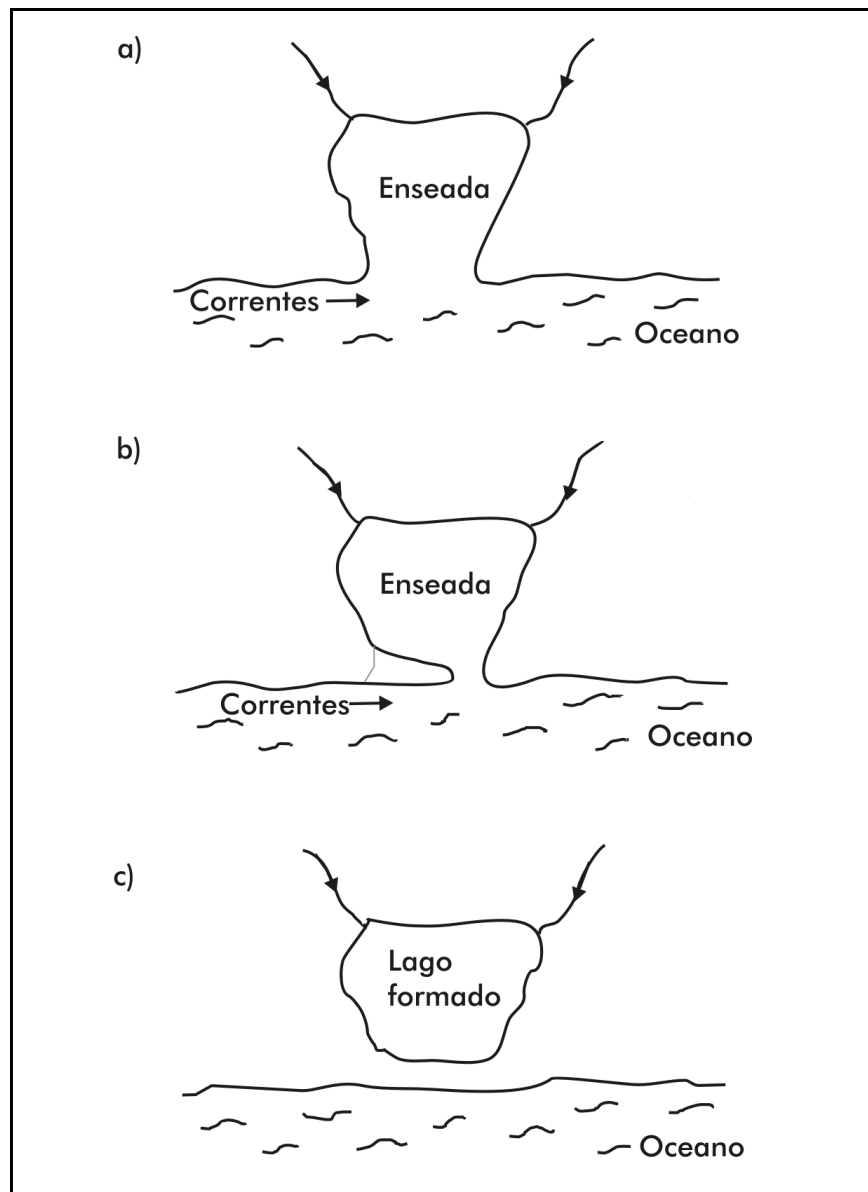 a)
Enseada
Correntes
Oceano
b)
Enseada
Correntes
Oceano
c)
Lago
formado
Oceano